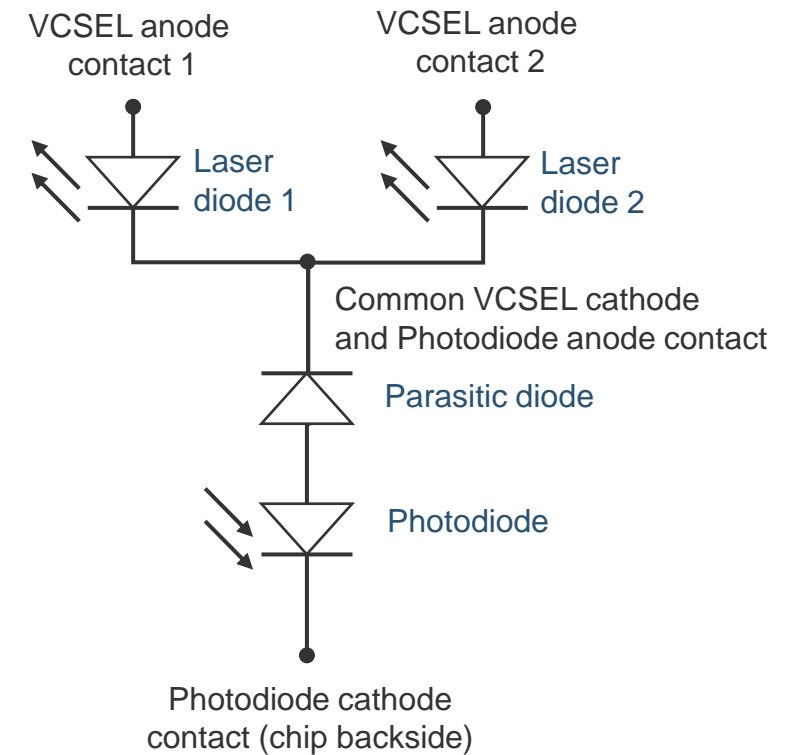 VCSEL anode
contact 1
VCSEL anode
contact 2
Laser
diode 1
Laser
diode 2
Common VCSEL cathode
and Photodiode anode contact
Parasitic diode
Photodiode
Photodiode cathode
contact (chip backside)